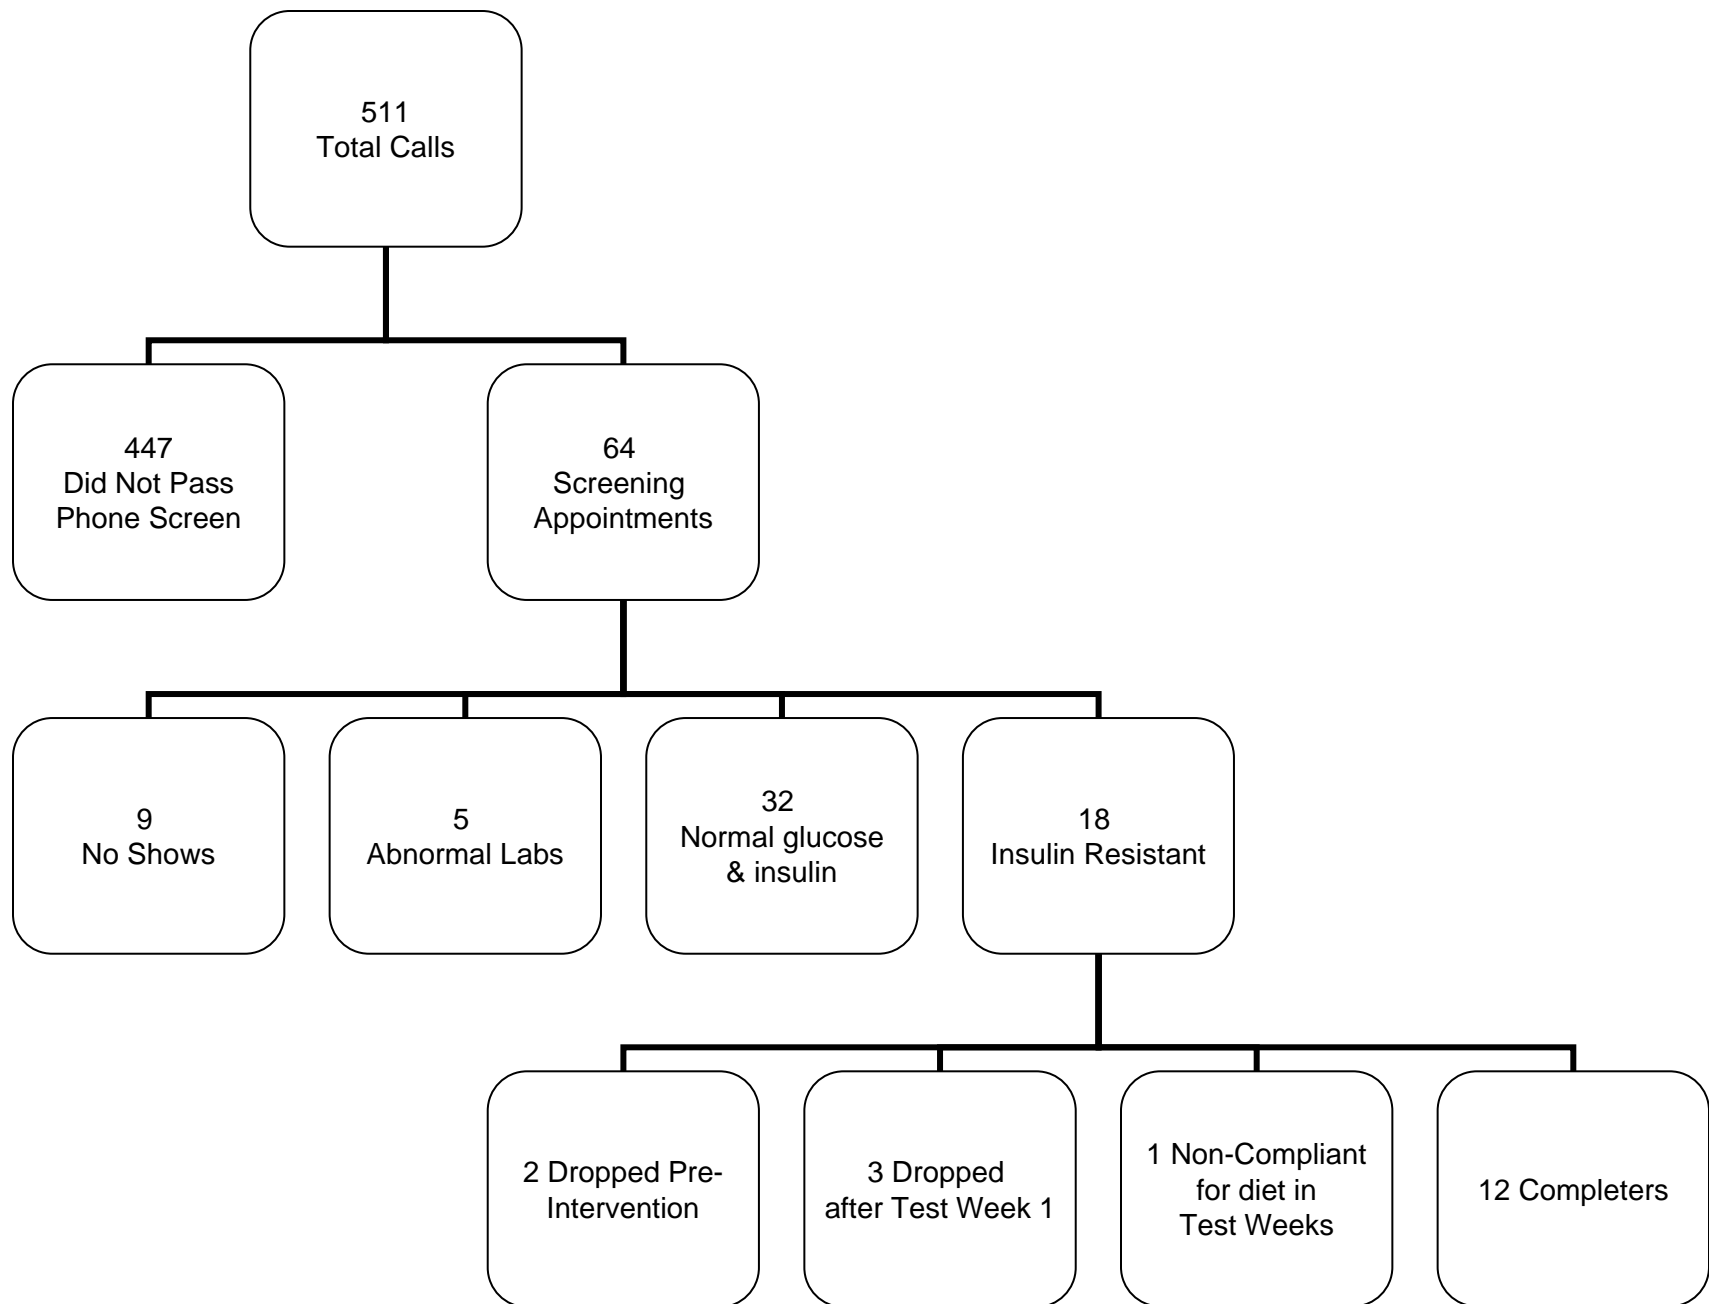 511
Total Calls
447
Did Not Pass
Phone Screen
64
Screening
Appointments
9
No Shows
5
Abnormal Labs
32
Normal glucose
& insulin
18
Insulin Resistant
2 Dropped Pre-
Intervention
3 Dropped
after Test Week 1
1 Non-Compliant
for diet in
Test Weeks
12 Completers